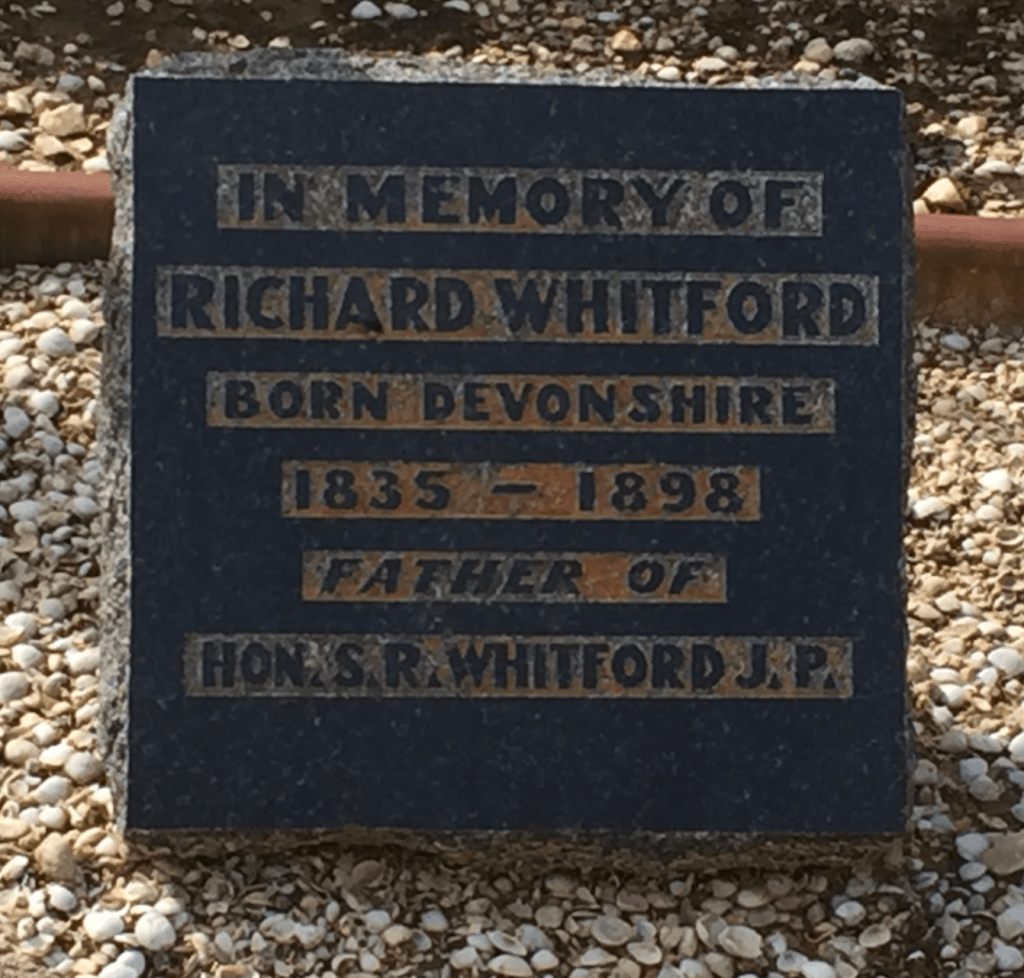 IN MEMORY OF
RICHARD WHITFORD
BORN DEVONSHIRE
1835 — 1898
FATHER OF
HON. S. R. WHITFORD J. P.